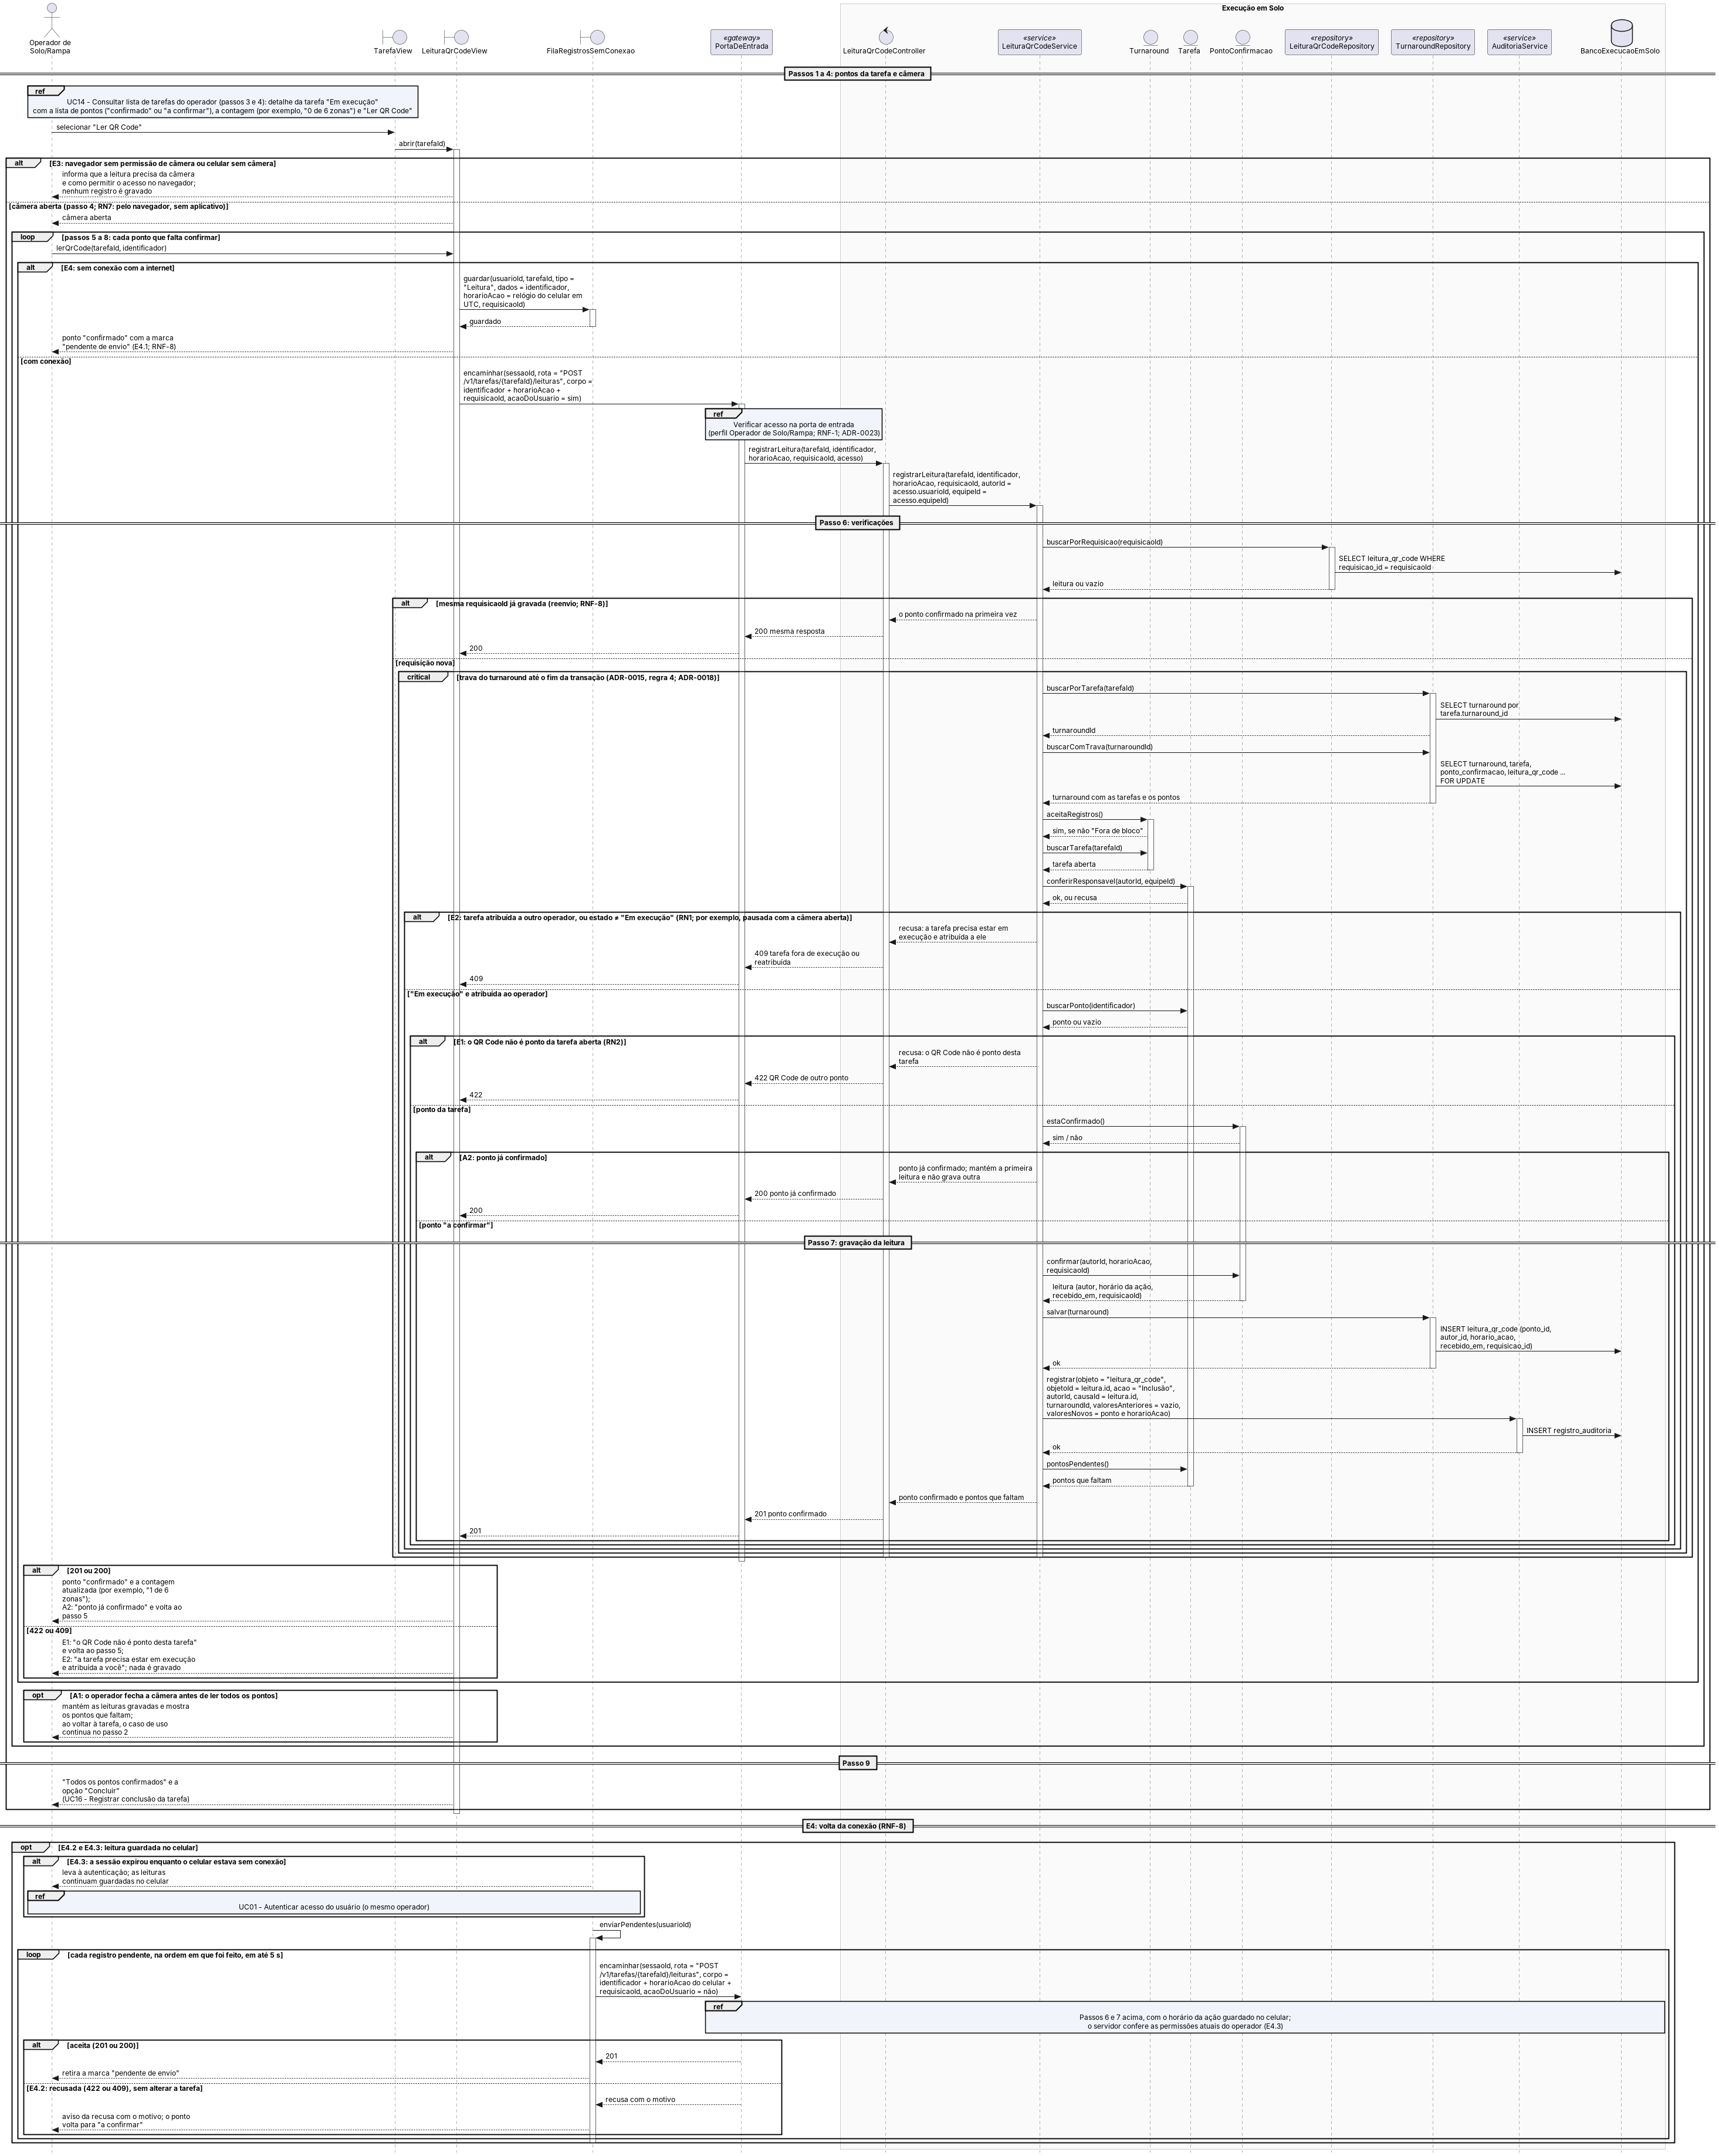 Execução em Solo
Operador de
Solo/Rampa
TarefaView
LeituraQrCodeView
FilaRegistrosSemConexao
«gateway»
PortaDeEntrada
LeituraQrCodeController
«service»
LeituraQrCodeService
Turnaround
Tarefa
PontoConfirmacao
«repository»
LeituraQrCodeRepository
«repository»
TurnaroundRepository
«service»
AuditoriaService
BancoExecucaoEmSolo
Passos 1 a 4: pontos da tarefa e câmera
ref
UC14 - Consultar lista de tarefas do operador (passos 3 e 4): detalhe da tarefa "Em execução"
com a lista de pontos ("confirmado" ou "a confirmar"), a contagem (por exemplo, "0 de 6 zonas") e "Ler QR Code"
selecionar "Ler QR Code"
abrir(tarefaId)
alt
[E3: navegador sem permissão de câmera ou celular sem câmera]
informa que a leitura precisa da câmera
e como permitir o acesso no navegador;
nenhum registro é gravado
[câmera aberta (passo 4; RN7: pelo navegador, sem aplicativo)]
câmera aberta
loop
[passos 5 a 8: cada ponto que falta confirmar]
lerQrCode(tarefaId, identificador)
alt
[E4: sem conexão com a internet]
guardar(usuarioId, tarefaId, tipo =
"Leitura", dados = identificador,
horarioAcao = relógio do celular em
UTC, requisicaoId)
guardado
ponto "confirmado" com a marca
"pendente de envio" (E4.1; RNF-8)
[com conexão]
encaminhar(sessaoId, rota = "POST
/v1/tarefas/{tarefaId}/leituras", corpo =
identificador + horarioAcao +
requisicaoId, acaoDoUsuario = sim)
ref
Verificar acesso na porta de entrada
(perfil Operador de Solo/Rampa; RNF-1; ADR-0023)
registrarLeitura(tarefaId, identificador,
horarioAcao, requisicaoId, acesso)
registrarLeitura(tarefaId, identificador,
horarioAcao, requisicaoId, autorId =
acesso.usuarioId, equipeId =
acesso.equipeId)
Passo 6: verificações
buscarPorRequisicao(requisicaoId)
SELECT leitura_qr_code WHERE
requisicao_id = requisicaoId
leitura ou vazio
alt
[mesma requisicaoId já gravada (reenvio; RNF-8)]
o ponto confirmado na primeira vez
200 mesma resposta
200
[requisição nova]
critical
[trava do turnaround até o fim da transação (ADR-0015, regra 4; ADR-0018)]
buscarPorTarefa(tarefaId)
SELECT turnaround por
tarefa.turnaround_id
turnaroundId
buscarComTrava(turnaroundId)
SELECT turnaround, tarefa,
ponto_confirmacao, leitura_qr_code ...
FOR UPDATE
turnaround com as tarefas e os pontos
aceitaRegistros()
sim, se não "Fora de bloco"
buscarTarefa(tarefaId)
tarefa aberta
conferirResponsavel(autorId, equipeId)
ok, ou recusa
alt
[E2: tarefa atribuída a outro operador, ou estado ≠ "Em execução" (RN1; por exemplo, pausada com a câmera aberta)]
recusa: a tarefa precisa estar em
execução e atribuída a ele
409 tarefa fora de execução ou
reatribuída
409
["Em execução" e atribuída ao operador]
buscarPonto(identificador)
ponto ou vazio
alt
[E1: o QR Code não é ponto da tarefa aberta (RN2)]
recusa: o QR Code não é ponto desta
tarefa
422 QR Code de outro ponto
422
[ponto da tarefa]
estaConfirmado()
sim / não
alt
[A2: ponto já confirmado]
ponto já confirmado; mantém a primeira
leitura e não grava outra
200 ponto já confirmado
200
[ponto "a confirmar"]
Passo 7: gravação da leitura
confirmar(autorId, horarioAcao,
requisicaoId)
leitura (autor, horário da ação,
recebido_em, requisicaoId)
salvar(turnaround)
INSERT leitura_qr_code (ponto_id,
autor_id, horario_acao,
recebido_em, requisicao_id)
ok
registrar(objeto = "leitura_qr_code",
objetoId = leitura.id, acao = "Inclusão",
autorId, causaId = leitura.id,
turnaroundId, valoresAnteriores = vazio,
valoresNovos = ponto e horarioAcao)
INSERT registro_auditoria
ok
pontosPendentes()
pontos que faltam
ponto confirmado e pontos que faltam
201 ponto confirmado
201
alt
[201 ou 200]
ponto "confirmado" e a contagem
atualizada (por exemplo, "1 de 6
zonas");
A2: "ponto já confirmado" e volta ao
passo 5
[422 ou 409]
E1: "o QR Code não é ponto desta tarefa"
e volta ao passo 5;
E2: "a tarefa precisa estar em execução
e atribuída a você"; nada é gravado
opt
[A1: o operador fecha a câmera antes de ler todos os pontos]
mantém as leituras gravadas e mostra
os pontos que faltam;
ao voltar à tarefa, o caso de uso
continua no passo 2
Passo 9
"Todos os pontos confirmados" e a
opção "Concluir"
(UC16 - Registrar conclusão da tarefa)
E4: volta da conexão (RNF-8)
opt
[E4.2 e E4.3: leitura guardada no celular]
alt
[E4.3: a sessão expirou enquanto o celular estava sem conexão]
leva à autenticação; as leituras
continuam guardadas no celular
ref
UC01 - Autenticar acesso do usuário (o mesmo operador)
enviarPendentes(usuarioId)
loop
[cada registro pendente, na ordem em que foi feito, em até 5 s]
encaminhar(sessaoId, rota = "POST
/v1/tarefas/{tarefaId}/leituras", corpo =
identificador + horarioAcao do celular +
requisicaoId, acaoDoUsuario = não)
ref
Passos 6 e 7 acima, com o horário da ação guardado no celular;
o servidor confere as permissões atuais do operador (E4.3)
alt
[aceita (201 ou 200)]
201
retira a marca "pendente de envio"
[E4.2: recusada (422 ou 409), sem alterar a tarefa]
recusa com o motivo
aviso da recusa com o motivo; o ponto
volta para "a confirmar"